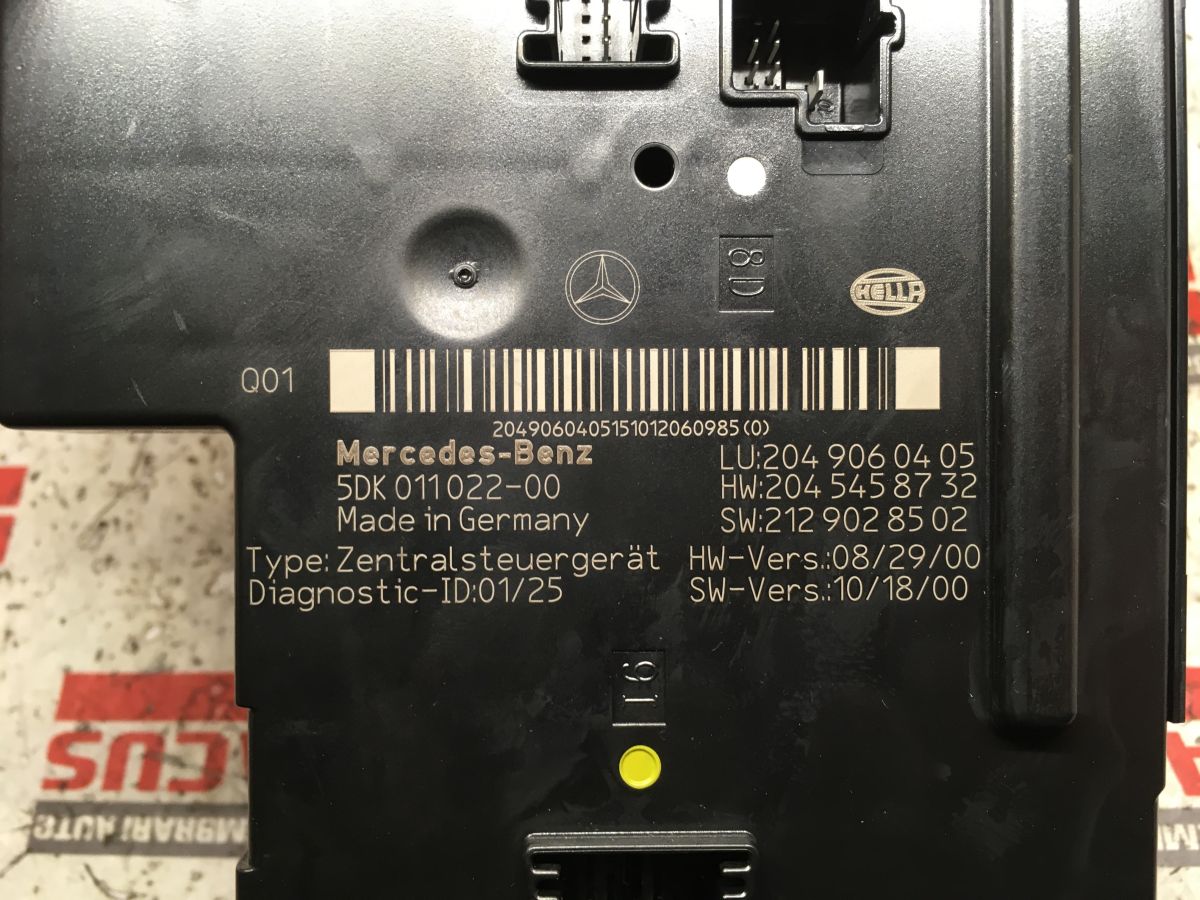 8D
HELLA
Q01
2049060405151012060985(0)
Mercedes-Benz
5DK 011 022-00
Made in Germany
Type: Zentralsteuergerät
Diagnostic-ID:01/25
LU:204 906 04 05
HW:204 545 87 32
SW:212 902 85 02
HW-Vers.:08/29/00
SW-Vers.:10/18/00